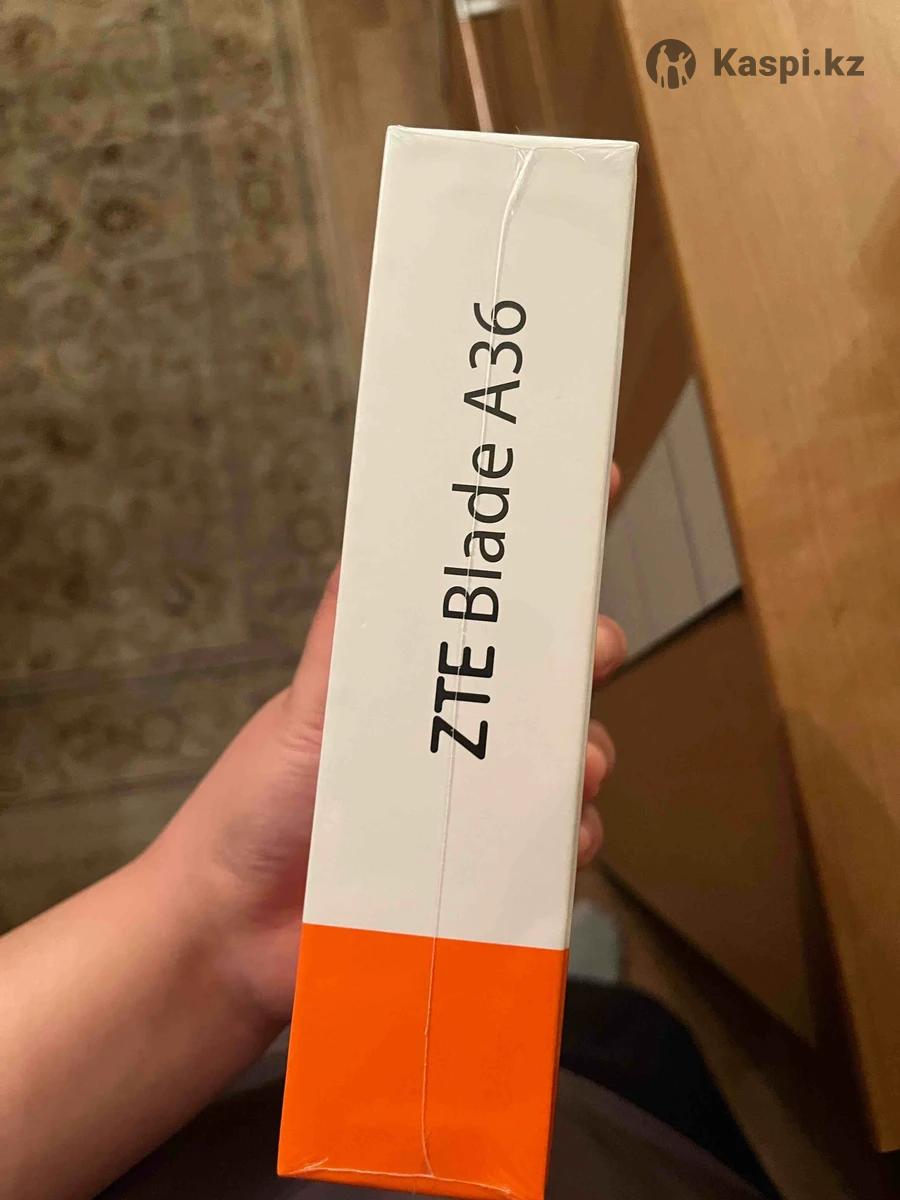 Kaspi.kz
ZTE Blade A36